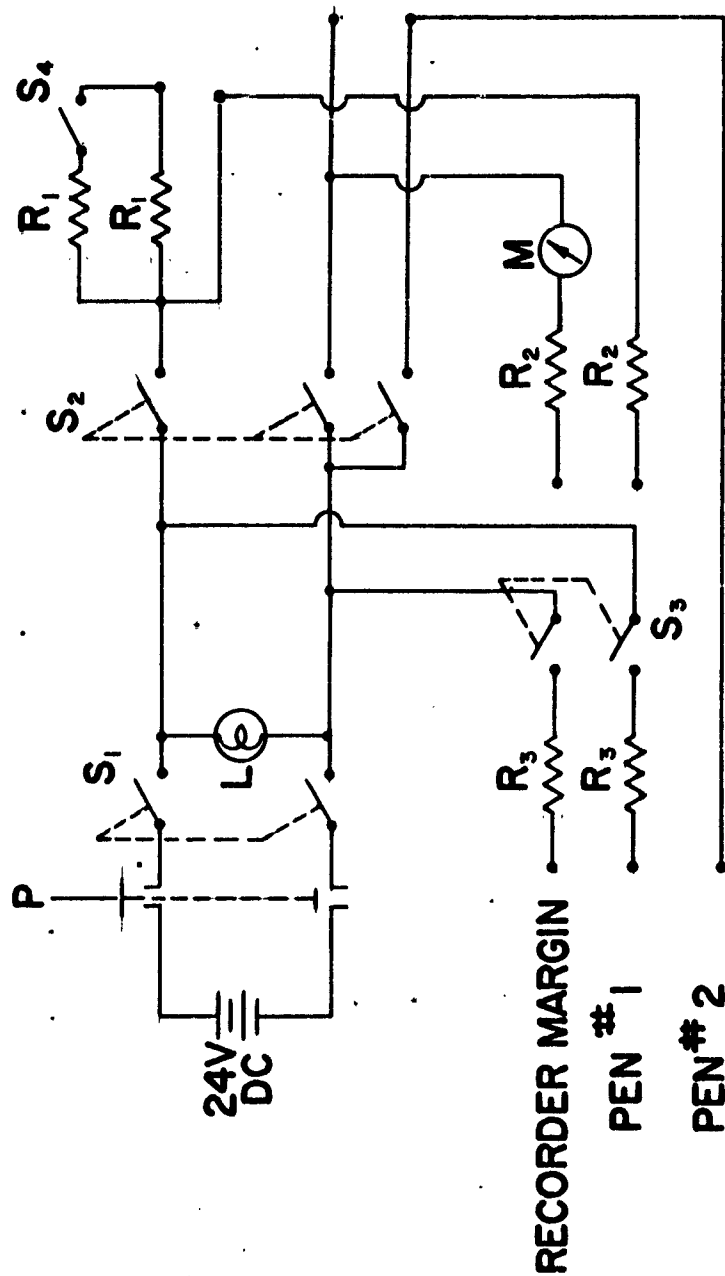 P
S₁
S₂
R₁
S₄
R₁
24V
DC
L
RECORDER MARGIN
R₃
R₂
M
PEN #1
R₃
R₂
S₃
PEN #2